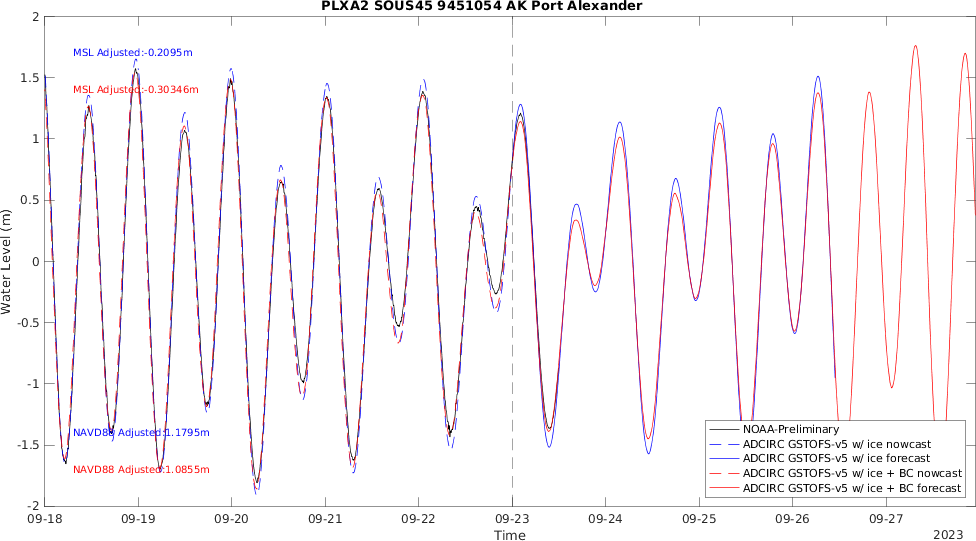 PLXA2 SOUS45 9451054 AK Port Alexander
2
1.5
1
0.5
0
-0.5
-1
-1.5
-2
Water Level (m)
MSL Adjusted:-0.2095m
MSL Adjusted:-0.30346m
NAVD88 Adjusted:1.1795m
NAVD88 Adjusted:1.0855m
NOAA-Preliminary
ADCIRC GSTOFS-v5 w/ ice nowcast
ADCIRC GSTOFS-v5 w/ ice forecast
ADCIRC GSTOFS-v5 w/ ice + BC nowcast
ADCIRC GSTOFS-v5 w/ ice + BC forecast
09-18 09-19 09-20 09-21 09-22 09-23 09-24 09-25 09-26 09-27
Time
2023